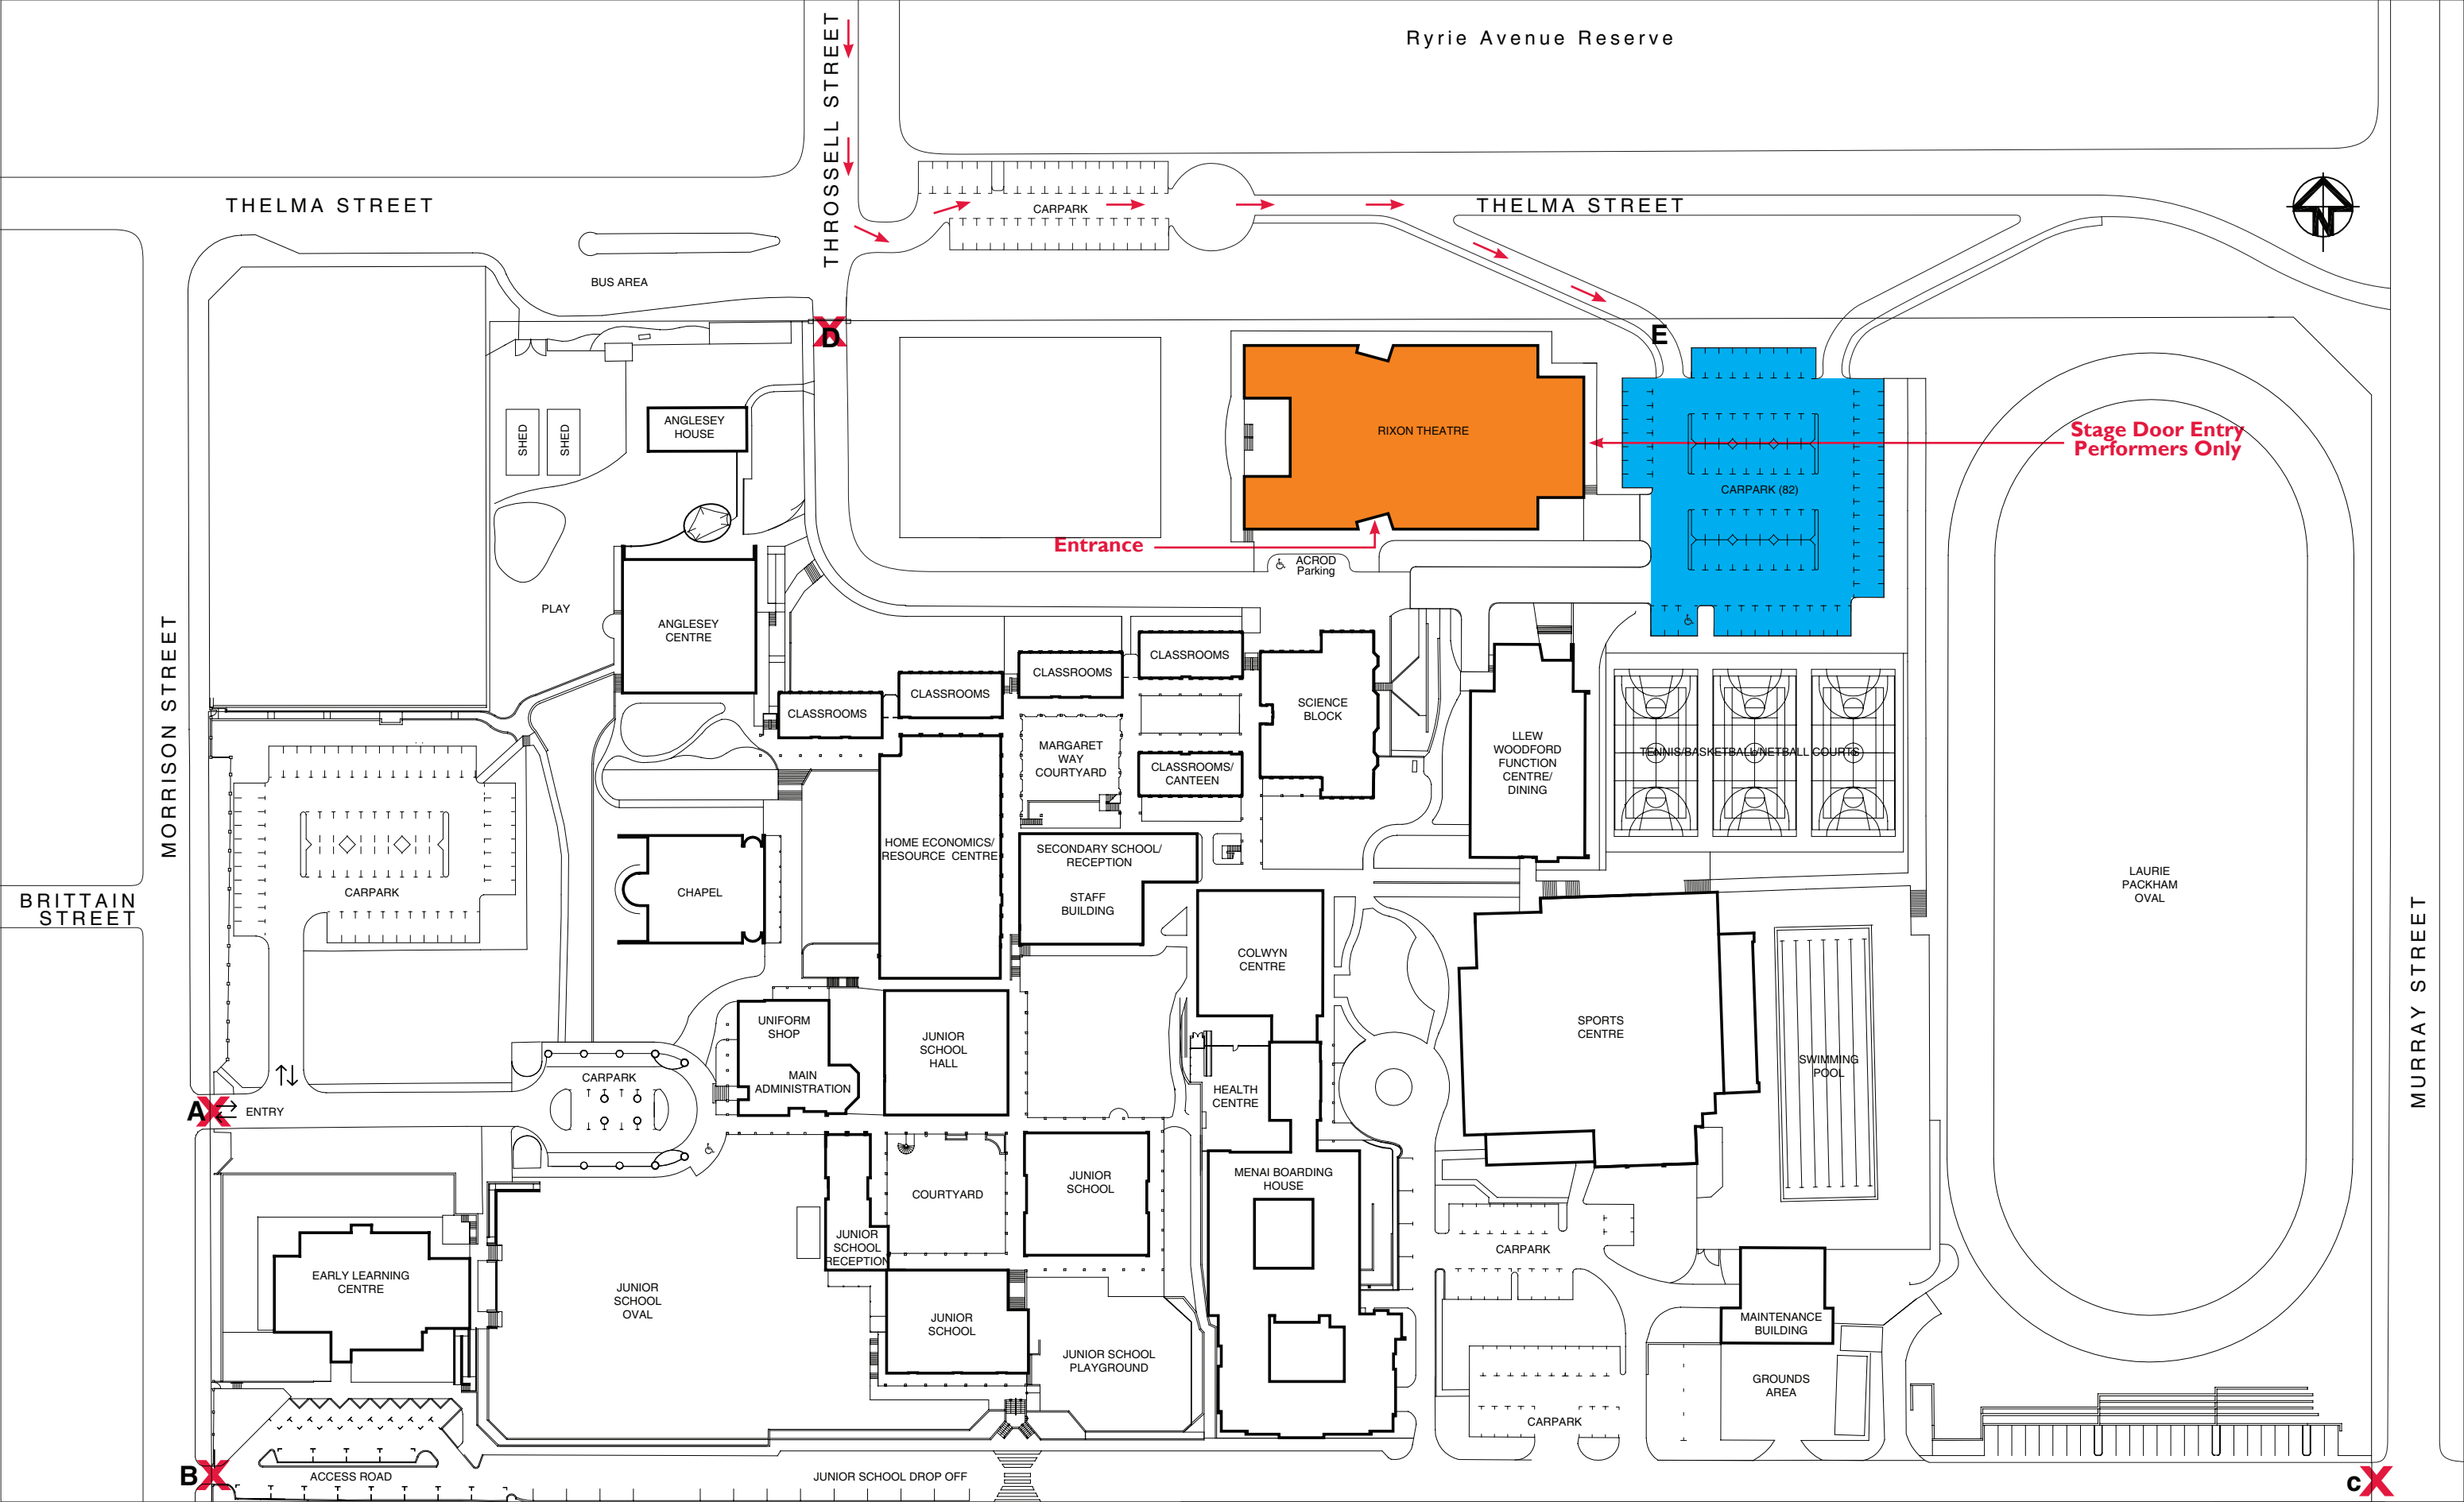 Ryrie Avenue Reserve
THROSSELL STREET
THELMA STREET
CARPARK
THELMA STREET
N
BUS AREA
D
E
ANGLESEY
HOUSE
SHED
SHED
RIXON THEATRE
Stage Door Entry
Performers Only
CARPARK (82)
Entrance
ACROD
Parking
PLAY
ANGLESEY
CENTRE
MORRISON STREET
CLASSROOMS
CLASSROOMS
CLASSROOMS
CLASSROOMS
SCIENCE
BLOCK
MARGARET
WAY
COURTYARD
CLASSROOMS/
CANTEEN
LLEW
WOODFORD
FUNCTION
CENTRE/
DINING
TENNIS/BASKETBALL/NETBALL COURTS
HOME ECONOMICS/
RESOURCE CENTRE
SECONDARY SCHOOL/
RECEPTION
STAFF
BUILDING
CARPARK
CHAPEL
BRITTAIN
STREET
LAURIE
PACKHAM
OVAL
MURRAY STREET
COLWYN
CENTRE
UNIFORM
SHOP
MAIN
ADMINISTRATION
JUNIOR
SCHOOL
HALL
SPORTS
CENTRE
SWIMMING
POOL
CARPARK
HEALTH
CENTRE
A
ENTRY
MENAI BOARDING
HOUSE
JUNIOR
SCHOOL
COURTYARD
JUNIOR
SCHOOL
RECEPTION
CARPARK
EARLY LEARNING
CENTRE
JUNIOR
SCHOOL
OVAL
JUNIOR
SCHOOL
MAINTENANCE
BUILDING
JUNIOR SCHOOL
PLAYGROUND
GROUNDS
AREA
CARPARK
B
ACCESS ROAD
JUNIOR SCHOOL DROP OFF
c